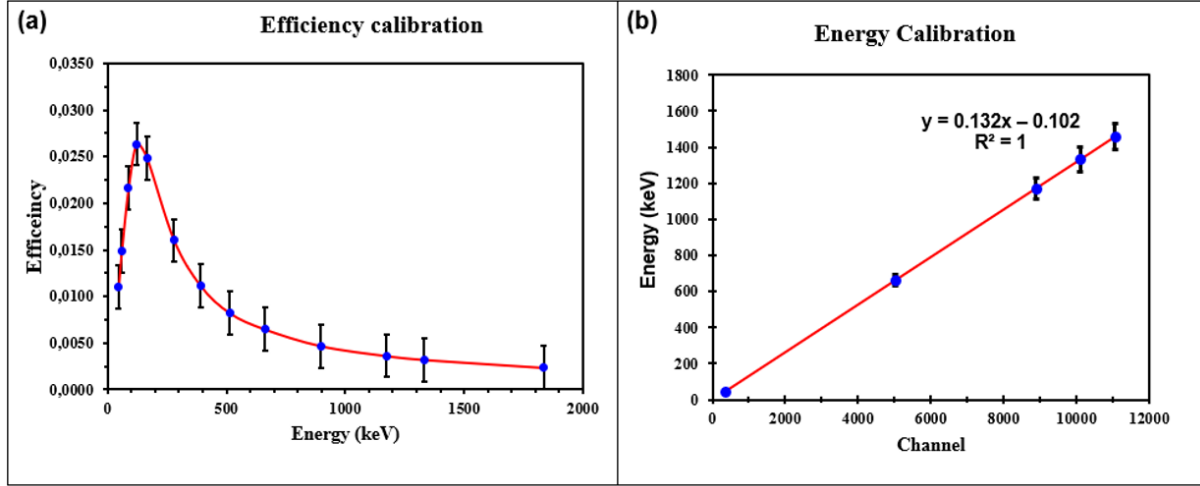 (a)
Efficiency calibration
0,0350
0,0300
0,0250
0,0200
0,0150
0,0100
0,0050
0,0000
Efficeincy
0 500 1000 1500 2000
Energy (keV)
(b)
Energy Calibration
1800
1600
1400
1200
1000
800
600
400
200
0
Energy (keV)
y = 0.132x – 0.102
R² = 1
0 2000 4000 6000 8000 10000 12000
Channel